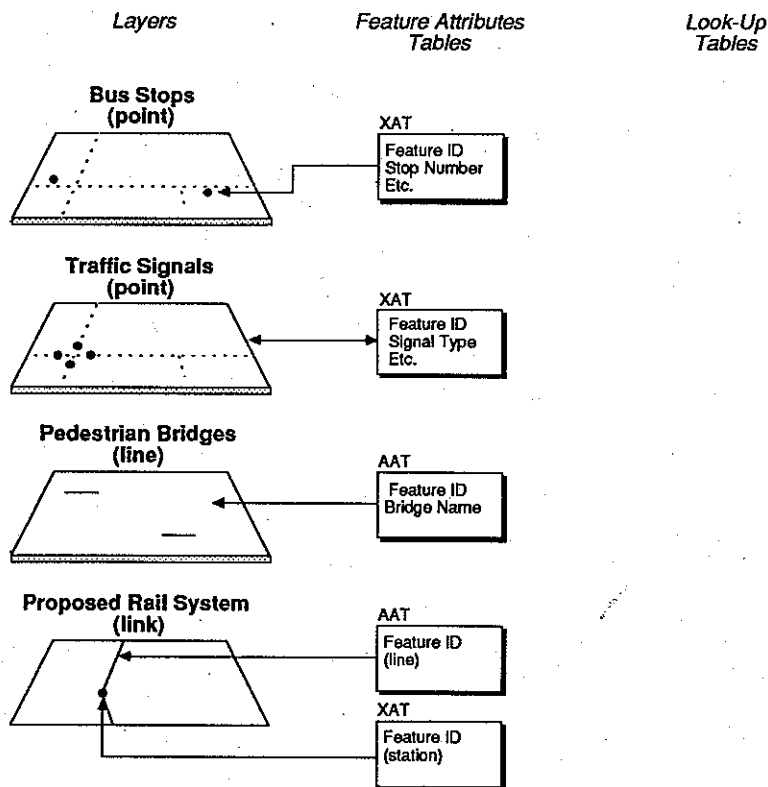 Layers
Feature Attributes
Tables
Look-Up
Tables
Bus Stops
(point)
XAT
Feature ID
Stop Number
Etc.
Traffic Signals
(point)
XAT
Feature ID
Signal Type
Etc.
Pedestrian Bridges
(line)
AAT
Feature ID
Bridge Name
Proposed Rail System
(link)
AAT
Feature ID
(line)
XAT
Feature ID
(station)